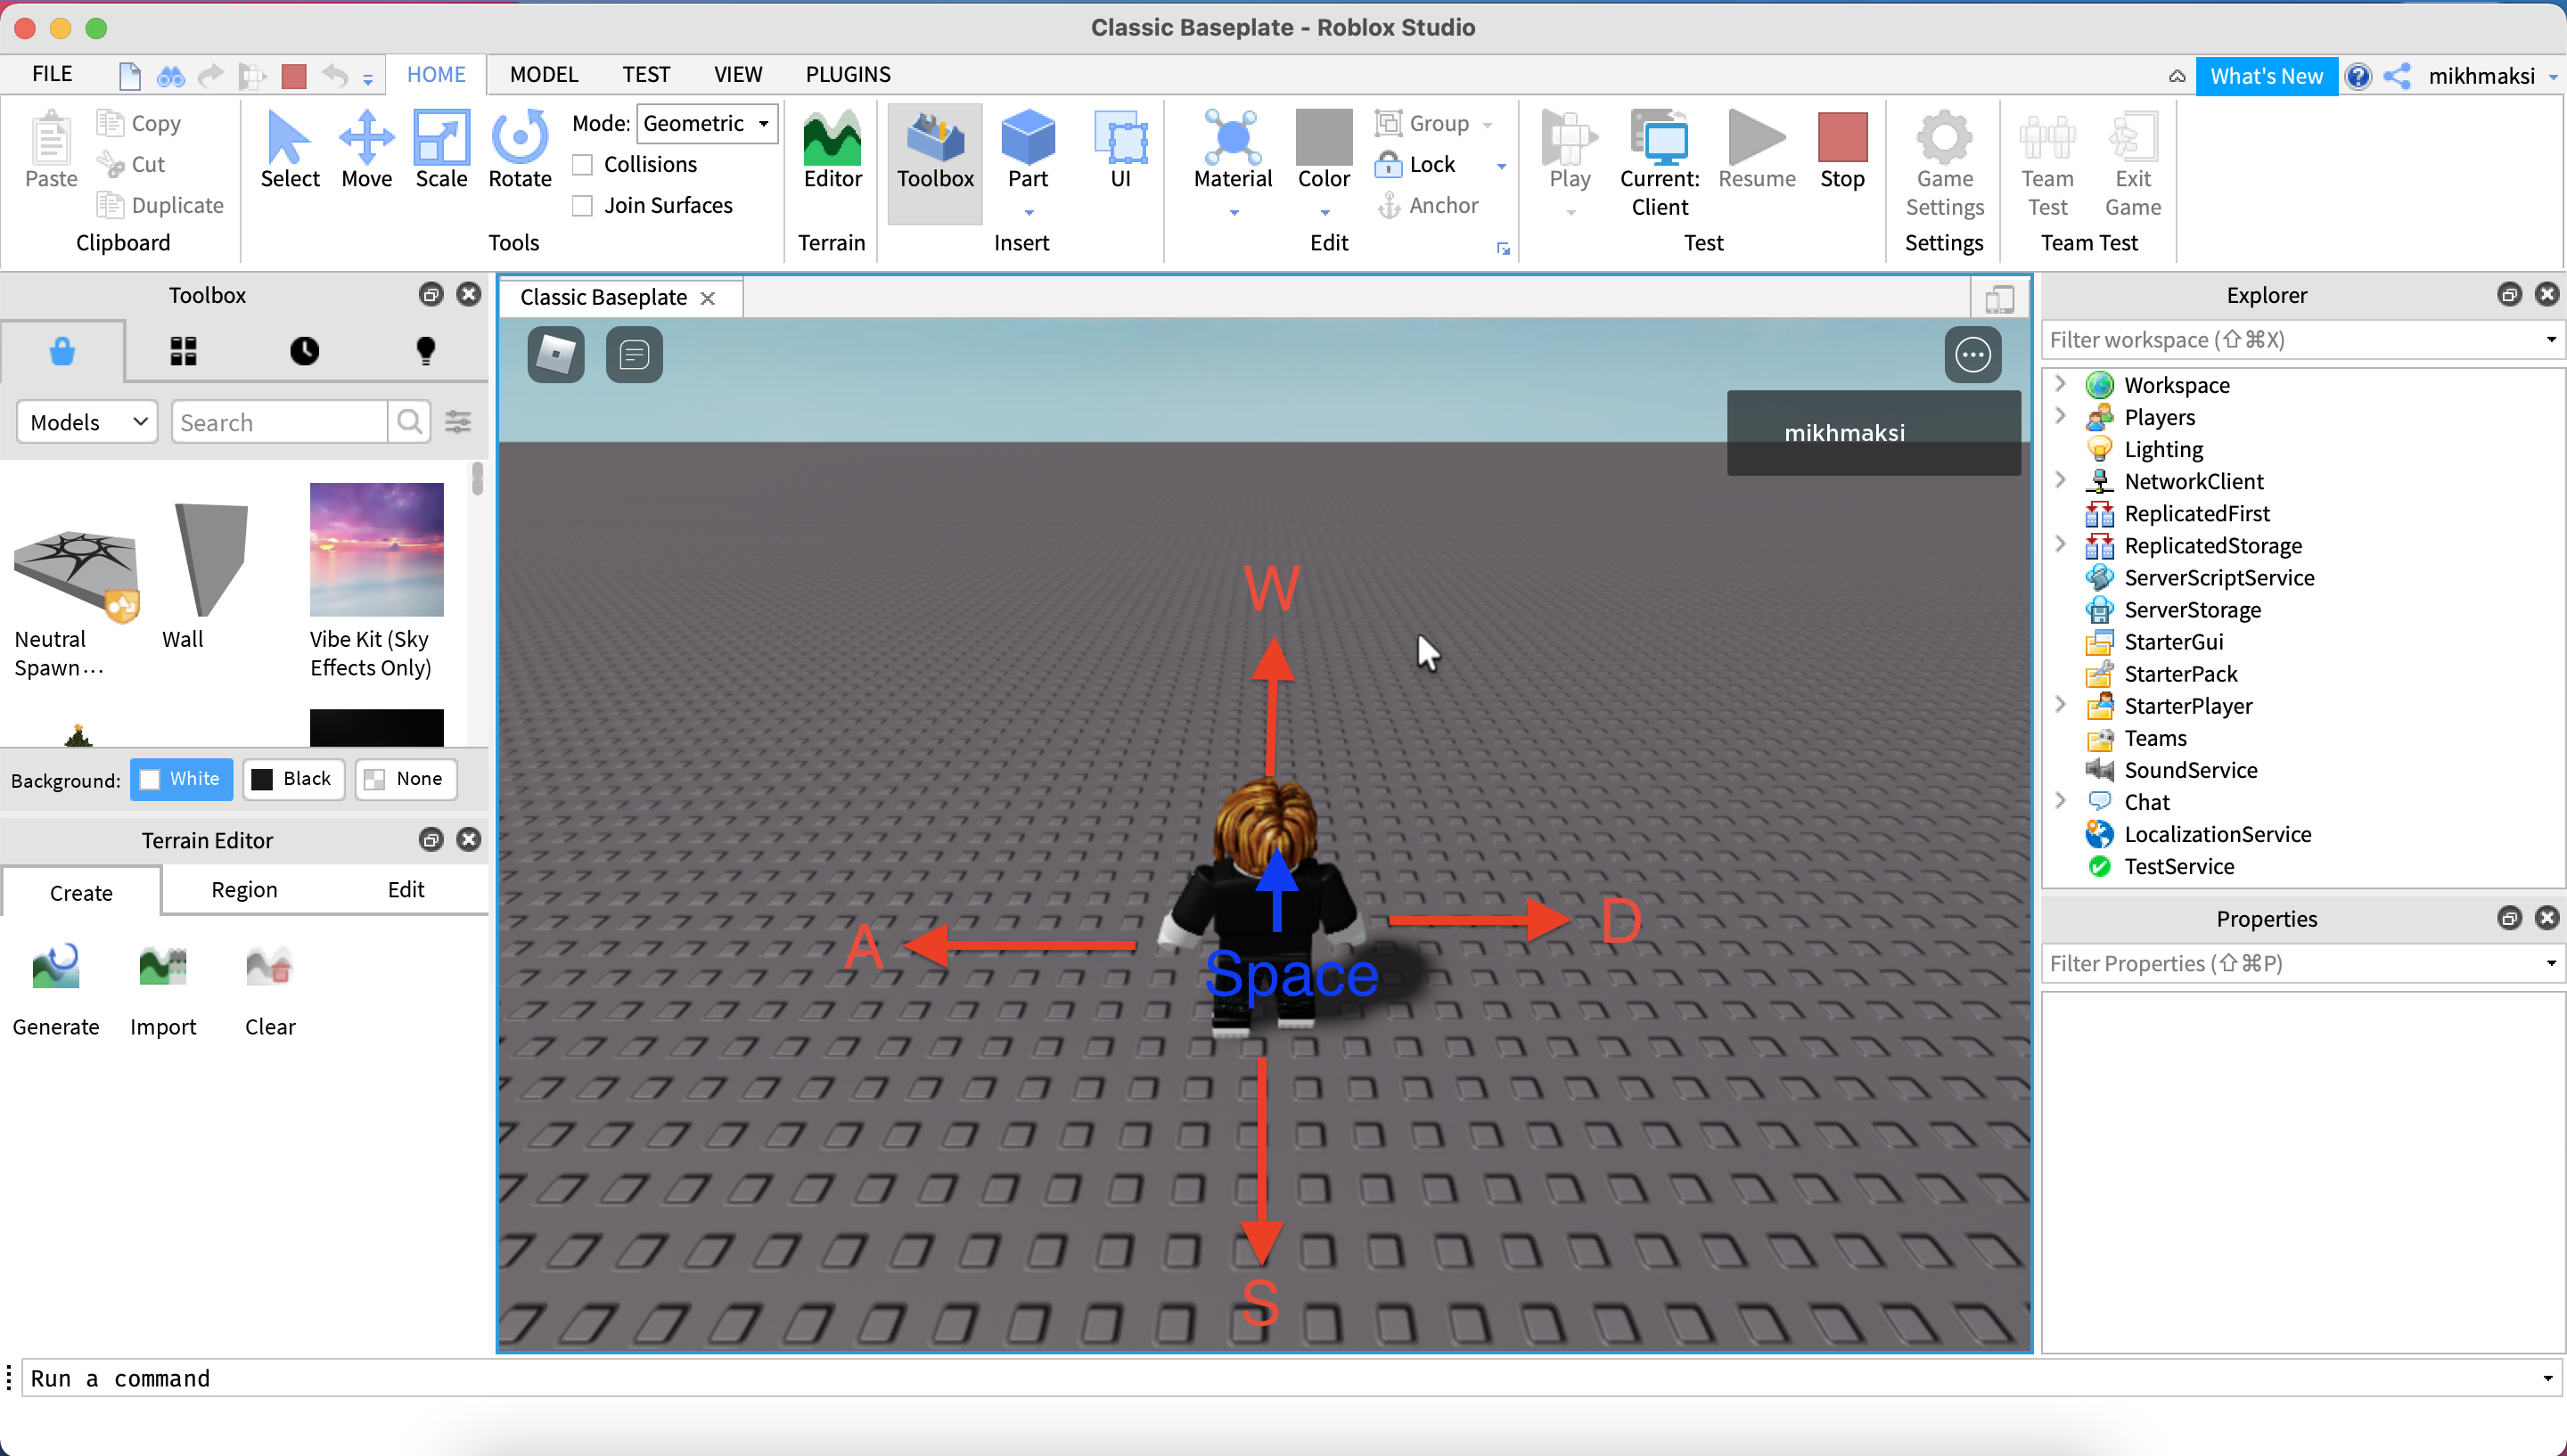 Classic Baseplate - Roblox Studio
FILE HOME MODEL TEST VIEW PLUGINS What's New mikhmaksi
Paste Copy Cut Duplicate
Clipboard
Select Move Scale Rotate
Mode: Geometric
Collisions
Join Surfaces
Tools
Editor
Terrain
Toolbox Part UI
Insert
Material Color Group Lock Anchor
Edit
Play Current: Client Resume Stop
Test
Game Settings
Settings
Team Test Exit Game
Team Test
Toolbox
Models Search
Neutral Spawn...
Wall
Vibe Kit (Sky Effects Only)
Background: White Black None
Terrain Editor
Create Region Edit
Generate Import Clear
Classic Baseplate
mikhmaksi
W
A
D
Space
S
Explorer
Filter workspace (⇧⌘X)
Workspace
Players
Lighting
NetworkClient
ReplicatedFirst
ReplicatedStorage
ServerScriptService
ServerStorage
StarterGui
StarterPack
StarterPlayer
Teams
SoundService
Chat
LocalizationService
TestService
Properties
Filter Properties (⇧⌘P)
Run a command